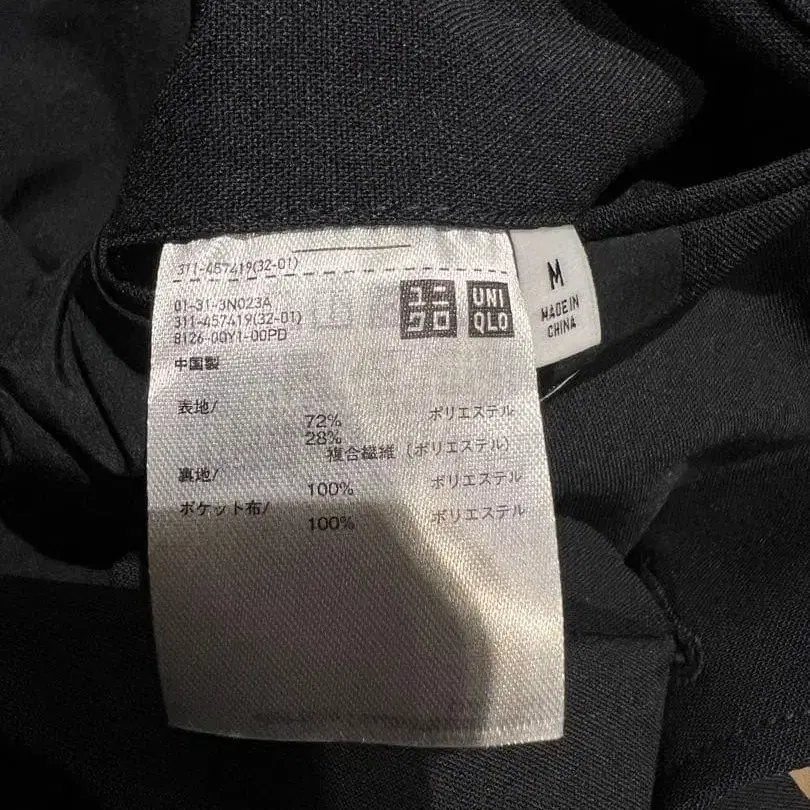 311-457419(32-01)
01-31-3N023A
311-457419(32-01)
8126-00Y1-00PD
中国製
ユニ
クロ
UNI
QLO
M
MADE IN
CHINA
表地/
72% ポリエステル
28%
複合繊維(ポリエステル)
裏地/
100% ポリエステル
ポケット布/
100% ポリエステル